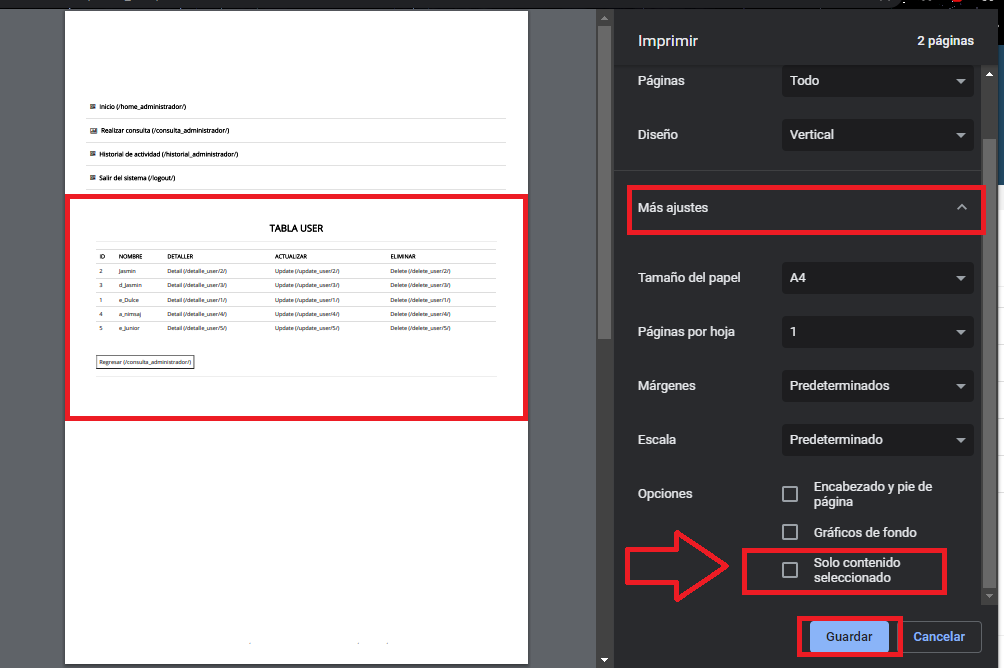 Inicio (/home_administrador/)
Realizar consulta (/consulta_administrador/)
Historial de actividad (/historial_administrador/)
Salir del sistema (/logout/)
TABLA USER
ID NOMBRE DETALLER ACTUALIZAR ELIMINAR
2 Jasmin Detail (/detalle_user/2/) Update (/update_user/2/) Delete (/delete_user/2/)
3 d_Jasmin Detail (/detalle_user/3/) Update (/update_user/3/) Delete (/delete_user/3/)
1 e_Dulce Detail (/detalle_user/1/) Update (/update_user/1/) Delete (/delete_user/1/)
4 a_nimsaj Detail (/detalle_user/4/) Update (/update_user/4/) Delete (/delete_user/4/)
5 e_Junior Detail (/detalle_user/5/) Update (/update_user/5/) Delete (/delete_user/5/)
Regresar (/consulta_administrador/)
Imprimir 2 páginas
Páginas Todo
Diseño Vertical
Más ajustes
Tamaño del papel A4
Páginas por hoja 1
Márgenes Predeterminados
Escala Predeterminado
Opciones Encabezado y pie de
página
Gráficos de fondo
Solo contenido
seleccionado
Guardar Cancelar